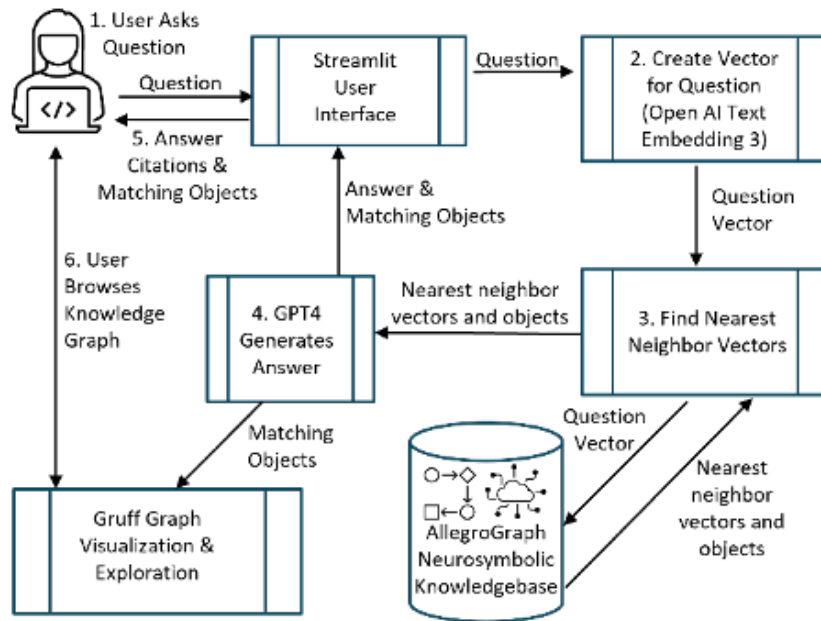 1. User Asks
Question
Question
5. Answer
Citations &
Matching Objects
Streamlit
User
Interface
Question
2. Create Vector
for Question
(Open AI Text
Embedding 3)
Question
Vector
3. Find Nearest
Neighbor Vectors
Nearest neighbor
vectors and objects
4. GPT4
Generates
Answer
Answer &
Matching Objects
6. User
Browses
Knowledge
Graph
Matching
Objects
Gruff Graph
Visualization &
Exploration
Question
Vector
Nearest
neighbor
vectors and
objects
AllegroGraph
Neurosymbolic
Knowledgebase